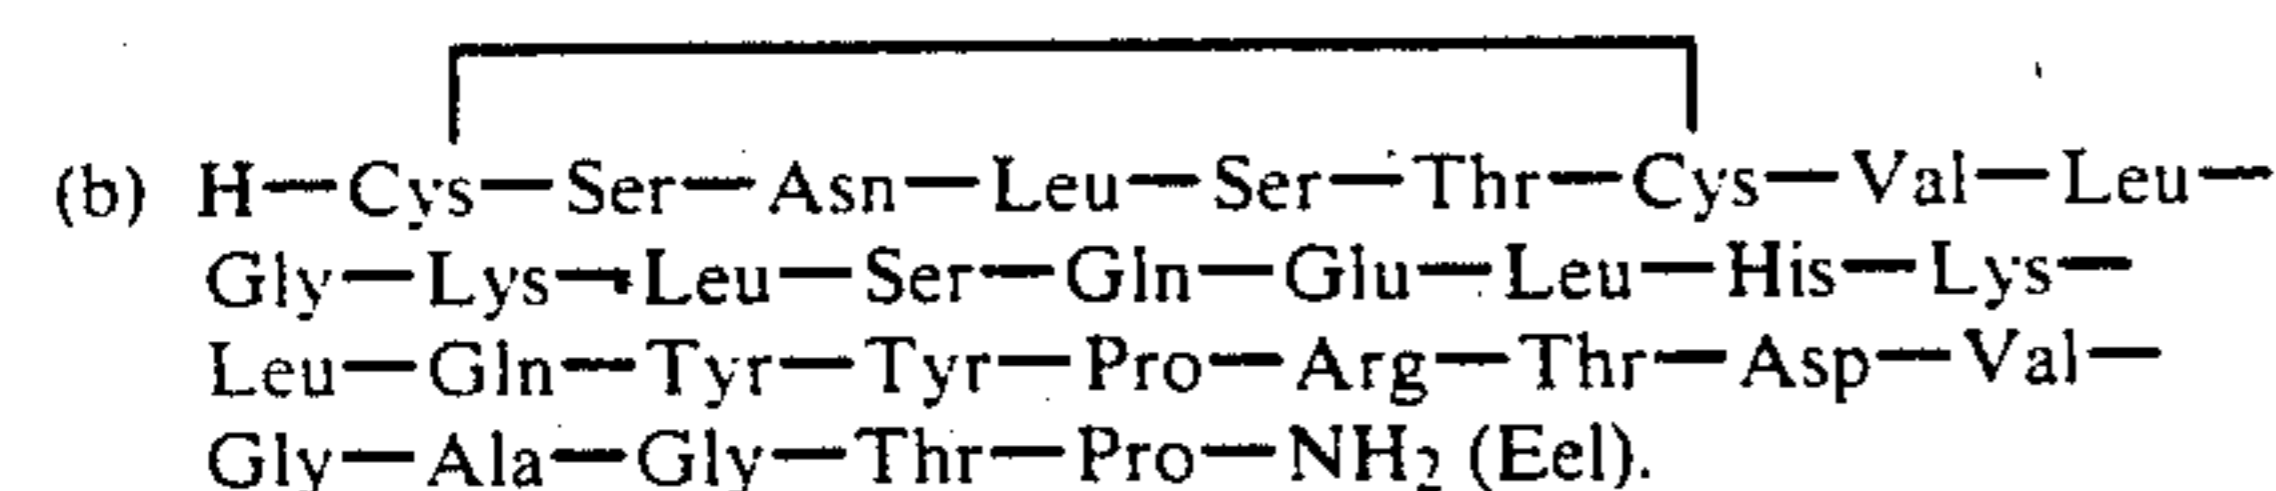 (b) H—Cys—Ser—Asn—Leu—Ser—Thr—Cys—Val—Leu—
Gly—Lys—Leu—Ser—Gln—Glu—Leu—His—Lys—
Leu—Gln—Tyr—Tyr—Pro—Arg—Thr—Asp—Val—
Gly—Ala—Gly—Thr—Pro—NH₂ (Eel).